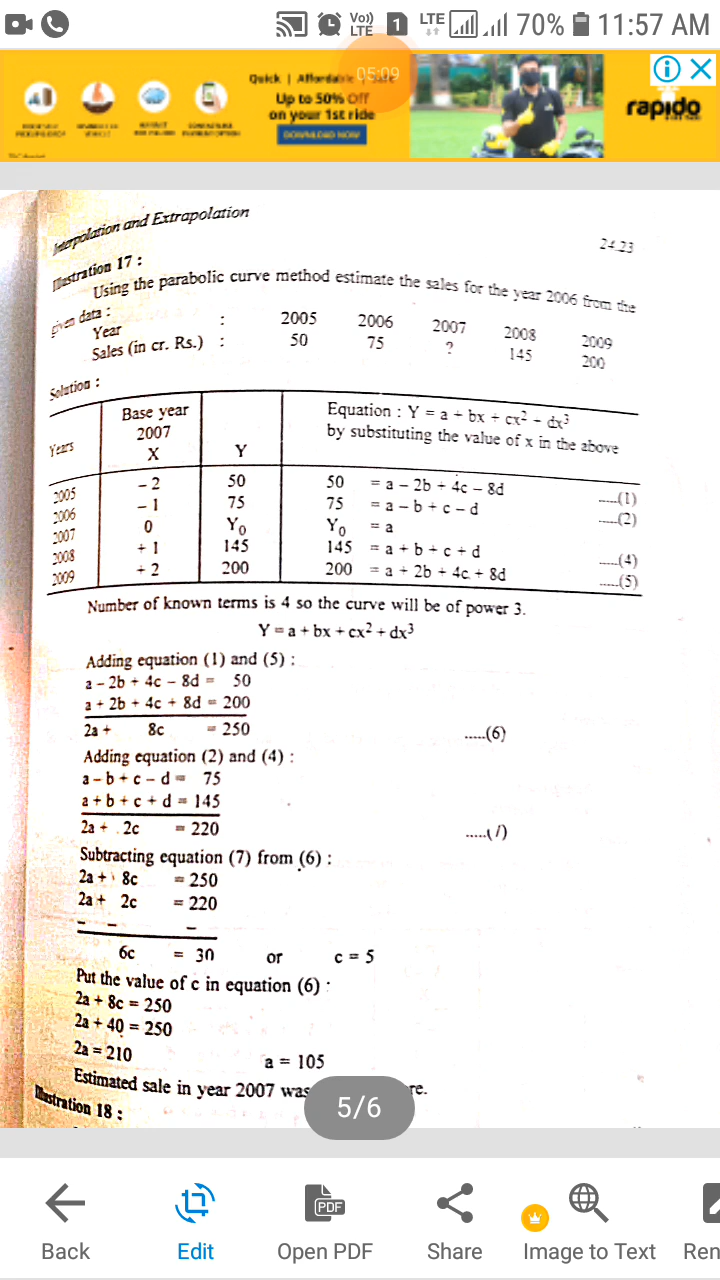 Vo)) LTE 1 LTE 70% 11:57 AM
05:09
Quick | Affordable
Up to 50% Off
on your 1st ride
DOWNLOAD NOW
rapido
Interpolation and Extrapolation
24.23
Illustration 17 :
Using the parabolic curve method estimate the sales for the year 2006 from the
given data :
Year : 2005 2006 2007 2008 2009
Sales (in cr. Rs.) : 50 75 ? 145 200
Solution :
Years Base year 2007 X Y Equation : Y = a + bx + cx² - dx³
by substituting the value of x in the above
2005 - 2 50 50 = a - 2b + 4c - 8d .....(1)
2006 - 1 75 75 = a - b + c - d .....(2)
2007 0 Y₀ Y₀ = a
2008 + 1 145 145 = a + b + c + d .....(4)
2009 + 2 200 200 = a + 2b + 4c + 8d .....(5)
Number of known terms is 4 so the curve will be of power 3.
Y = a + bx + cx² + dx³
Adding equation (1) and (5) :
a - 2b + 4c - 8d = 50
a + 2b + 4c + 8d = 200
2a + 8c = 250 .....(6)
Adding equation (2) and (4) :
a - b + c - d = 75
a + b + c + d = 145
2a + 2c = 220 .....(7)
Subtracting equation (7) from (6) :
2a + 8c = 250
2a + 2c = 220
- - -
6c = 30 or c = 5
Put the value of c in equation (6) :
2a + 8c = 250
2a + 40 = 250
2a = 210 a = 105
Estimated sale in year 2007 was re.
5/6
Illustration 18 :
Back Edit Open PDF Share Image to Text Ren
PDF